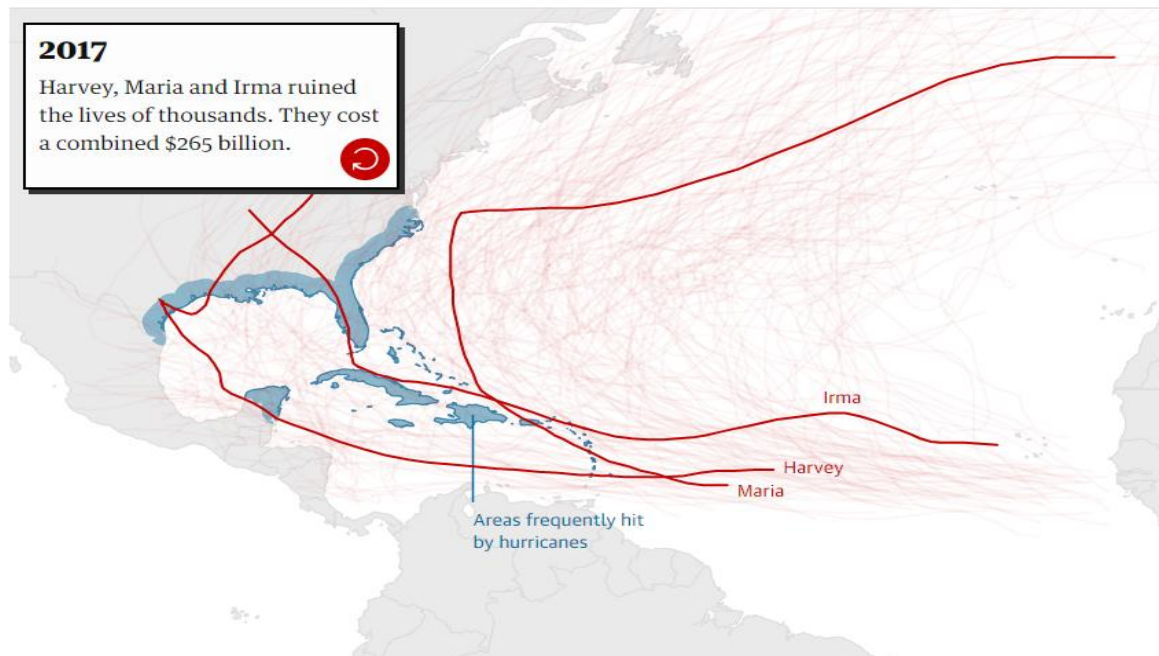 2017
Harvey, Maria and Irma ruined
the lives of thousands. They cost
a combined $265 billion.
Irma
Harvey
Maria
Areas frequently hit
by hurricanes